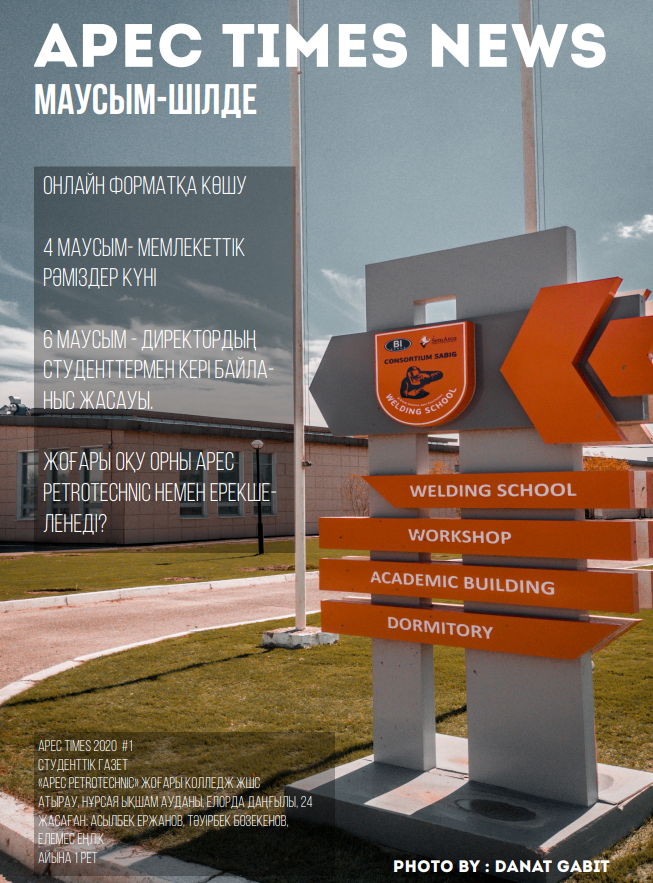 APEC TIMES NEWS
МАУСЫМ-ШІЛДЕ
ОНЛАЙН ФОРМАТҚА КӨШУ
4 МАУСЫМ- МЕМЛЕКЕТТІК
РӘМІЗДЕР КҮНІ
6 МАУСЫМ - ДИРЕКТОРДЫҢ
СТУДЕНТТЕРМЕН КЕРІ БАЙЛА-
НЫС ЖАСАУЫ.
ЖОҒАРЫ ОҚУ ОРНЫ APEC
PETROTECHNIC НЕМЕН ЕРЕКШЕ-
ЛЕНЕДІ?
BI
CONSORTIUM SABIG
WELDING SCHOOL
WELDING SCHOOL
WORKSHOP
ACADEMIC BUILDING
DORMITORY
APEC TIMES 2020 #1
СТУДЕНТТІК ГАЗЕТ
«APEC PETROTECHNIC» ЖОҒАРЫ КОЛЛЕДЖ ЖШС
АТЫРАУ, НҰРСАЯ ЫҚШАМ АУДАНЫ, ЕЛОРДА ДАҢҒЫЛЫ, 24
ЖАСАҒАН: АСЫЛБЕК ЕРЖАНОВ, ТӘУІРБЕК БӨЗЕКЕНОВ,
ЕЛЕМЕС ЕҢЛІК
АЙЫНА 1 РЕТ
PHOTO BY : DANAT GABIT